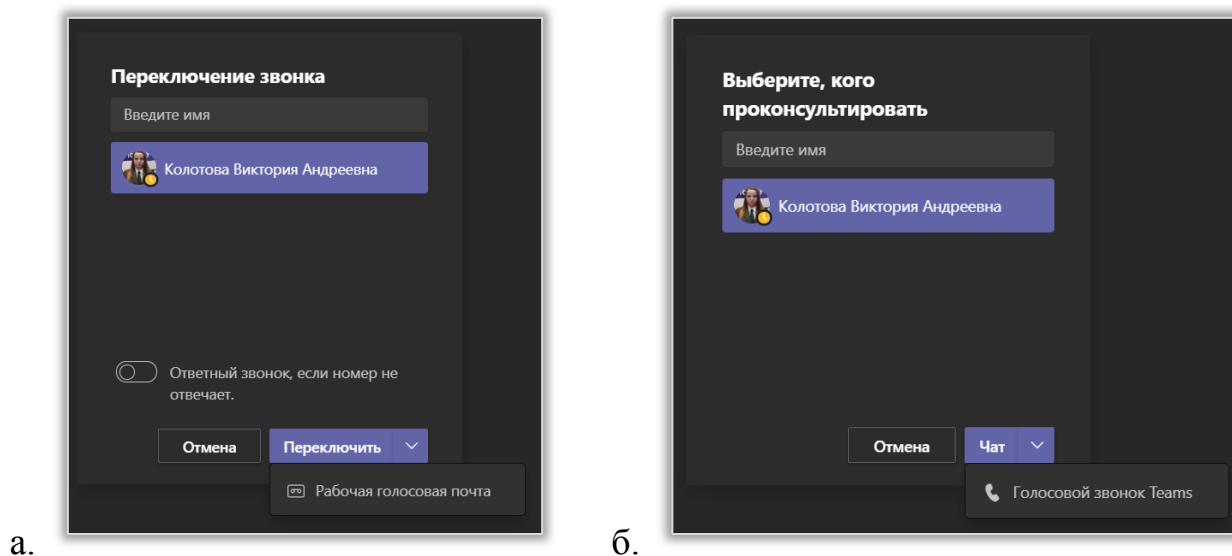 Переключение звонка
Введите имя
Колотова Виктория Андреевна
Ответный звонок, если номер не
отвечает.
Отмена
Переключить
Рабочая голосовая почта
а.
Выберите, кого
проконсультировать
Введите имя
Колотова Виктория Андреевна
Отмена
Чат
Голосовой звонок Teams
б.